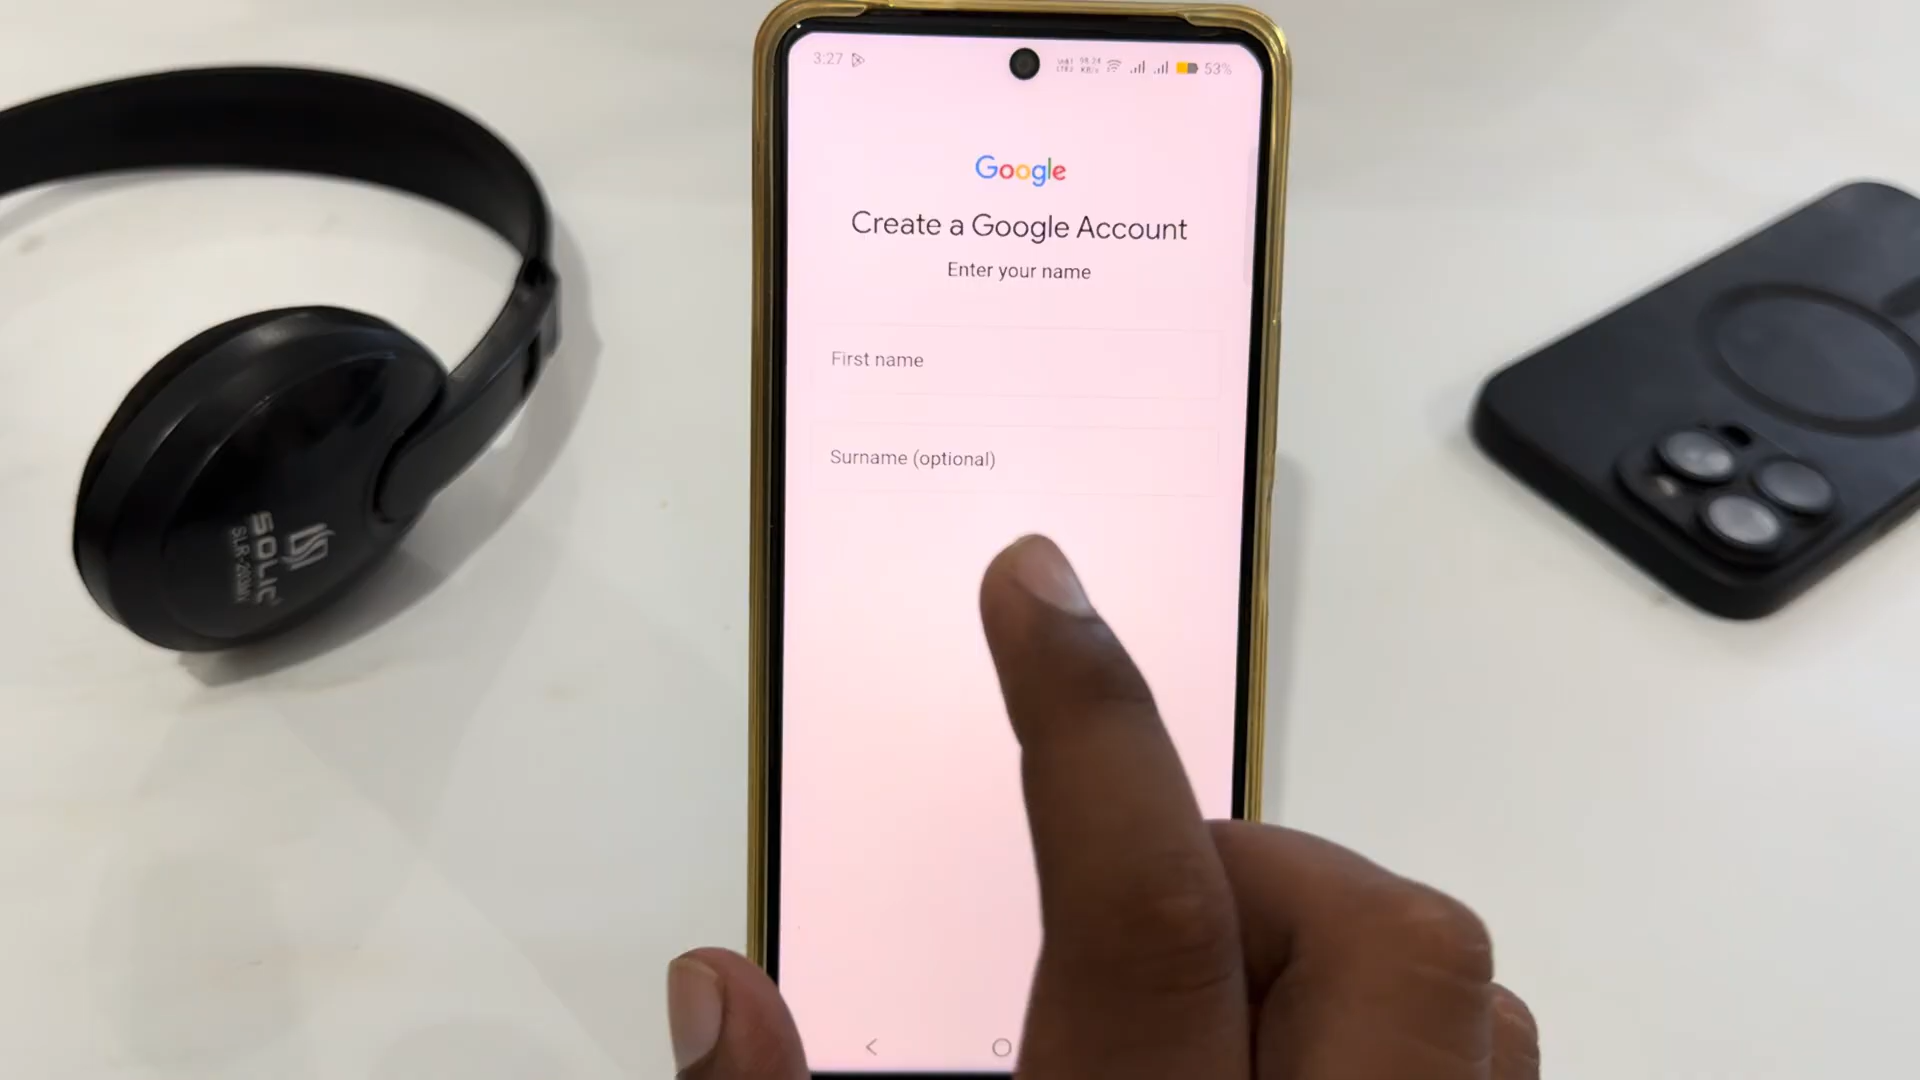 3:27
53%
Google
Create a Google Account
Enter your name
First name
Surname (optional)
SOLIC